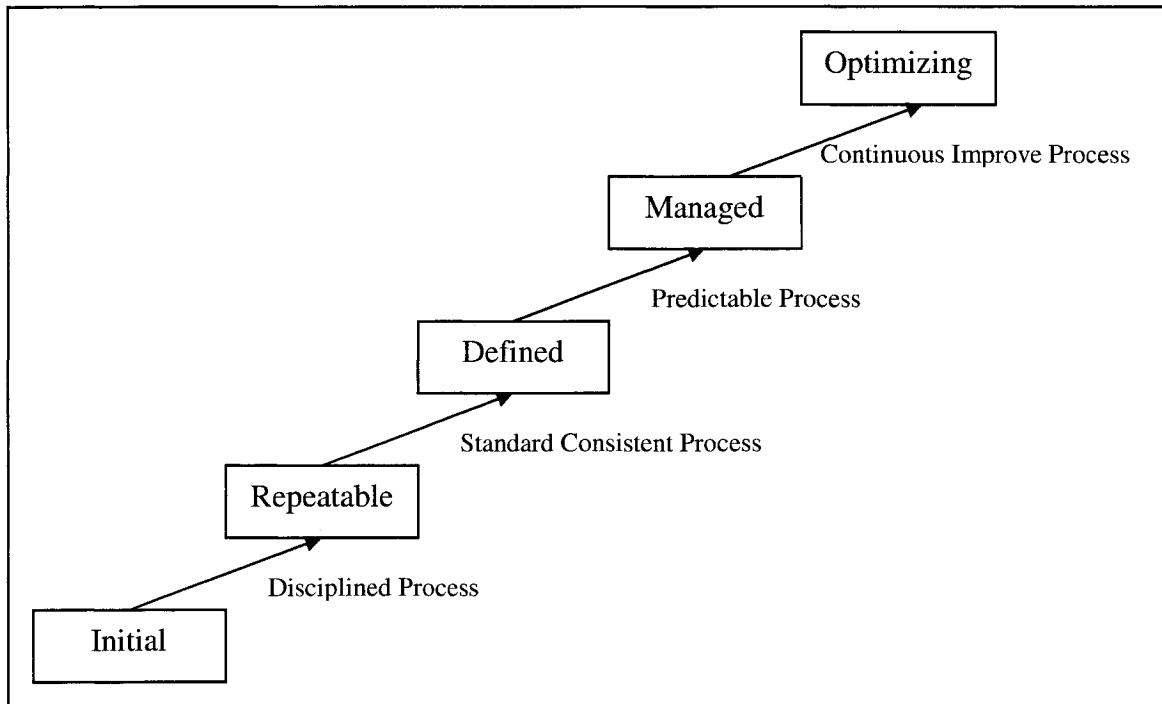 Optimizing
Continuous Improve Process
Managed
Predictable Process
Defined
Standard Consistent Process
Repeatable
Disciplined Process
Initial